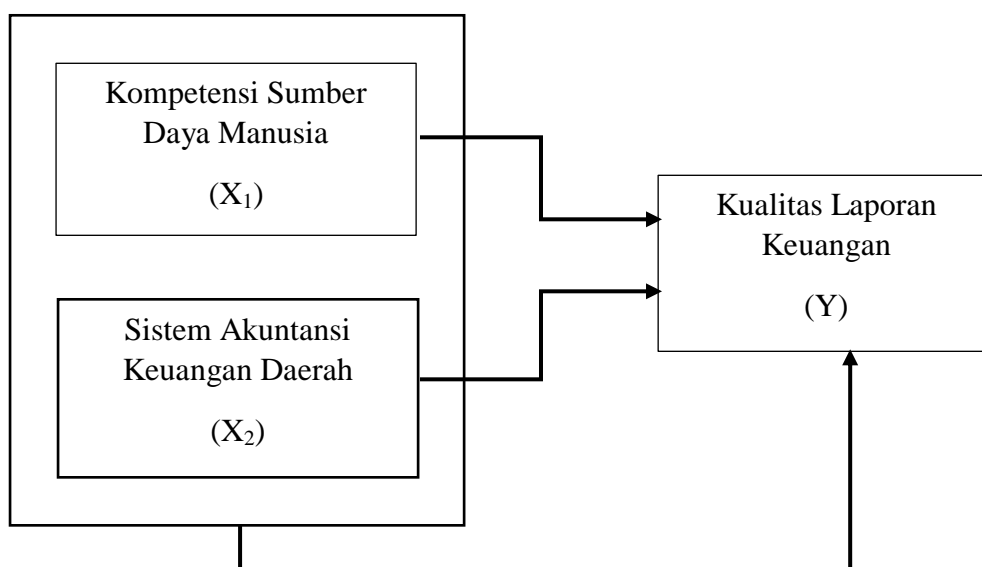 Kompetensi Sumber
Daya Manusia
(X₁)
Sistem Akuntansi
Keuangan Daerah
(X₂)
Kualitas Laporan
Keuangan
(Y)